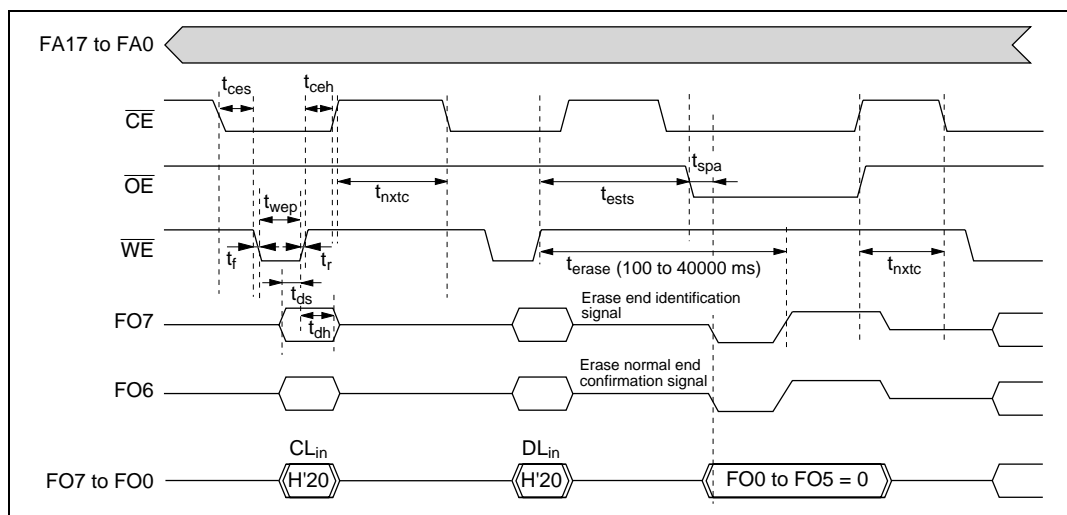 FA17 to FA0
tces
tceh
CE
OE
tnxtc
tests
tspa
twep
WE
tf
tr
terase (100 to 40000 ms)
tnxtc
tds
tdh
Erase end identification
signal
FO7
Erase normal end
confirmation signal
FO6
CLin
DLin
FO7 to FO0
H'20
H'20
FO0 to FO5 = 0